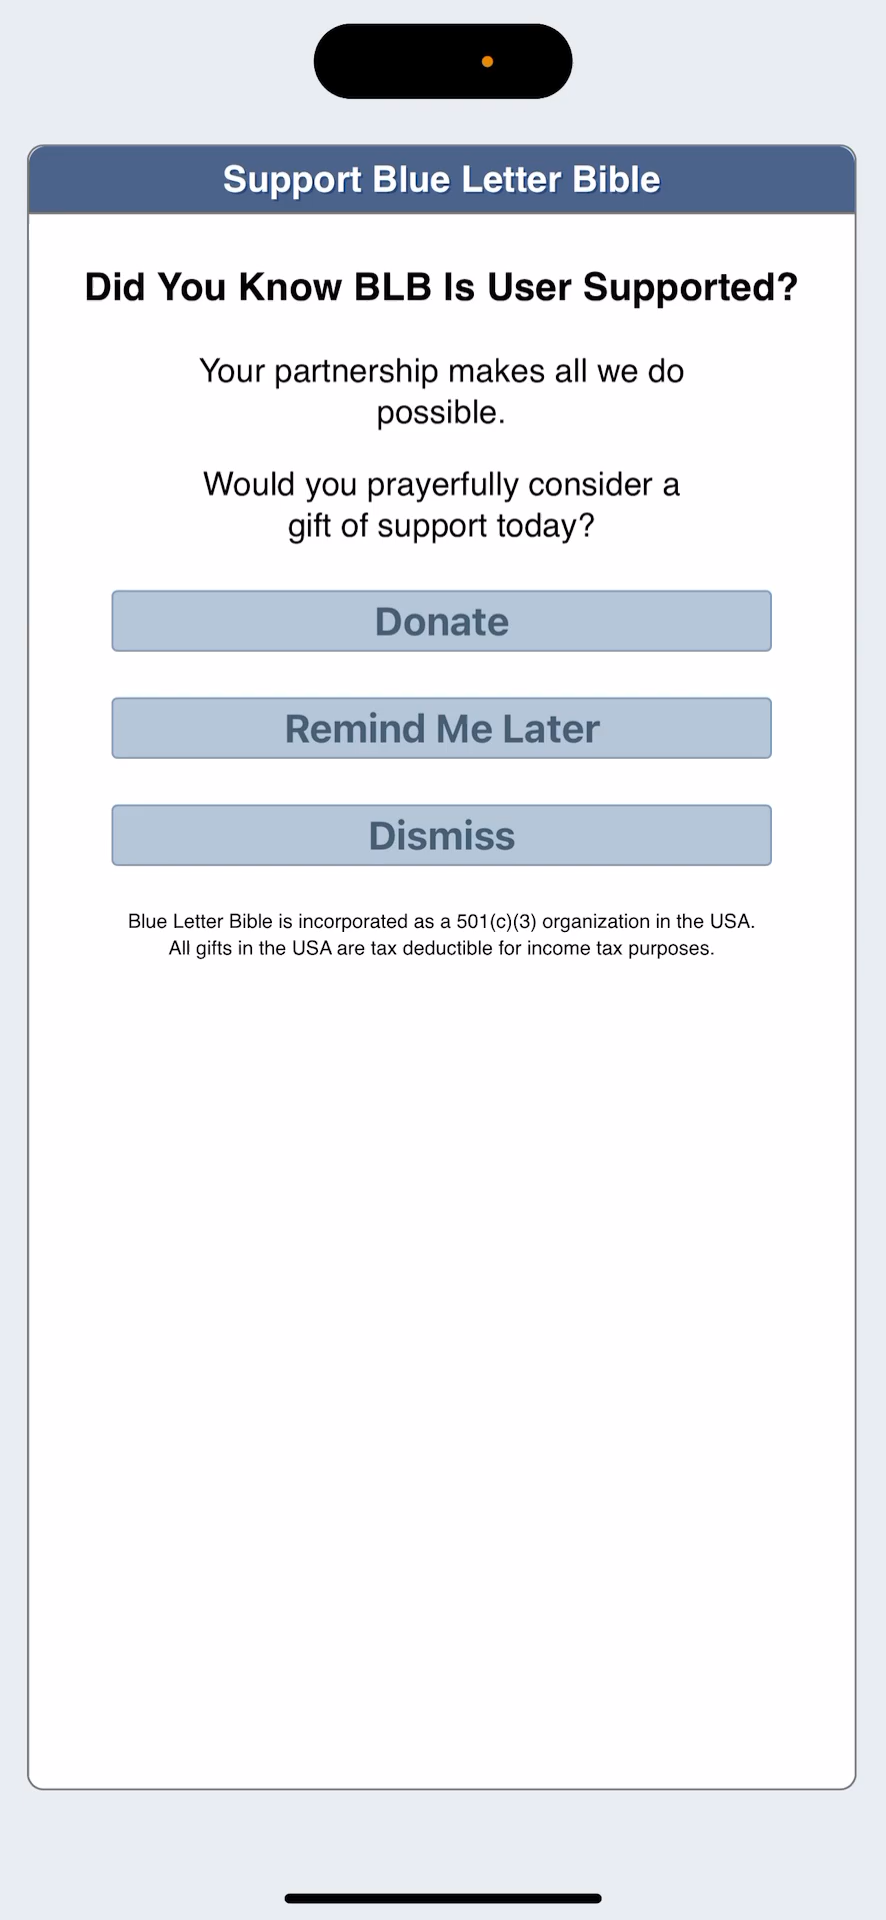 Support Blue Letter Bible
Did You Know BLB Is User Supported?
Your partnership makes all we do
possible.
Would you prayerfully consider a
gift of support today?
Donate
Remind Me Later
Dismiss
Blue Letter Bible is incorporated as a 501(c)(3) organization in the USA.
All gifts in the USA are tax deductible for income tax purposes.